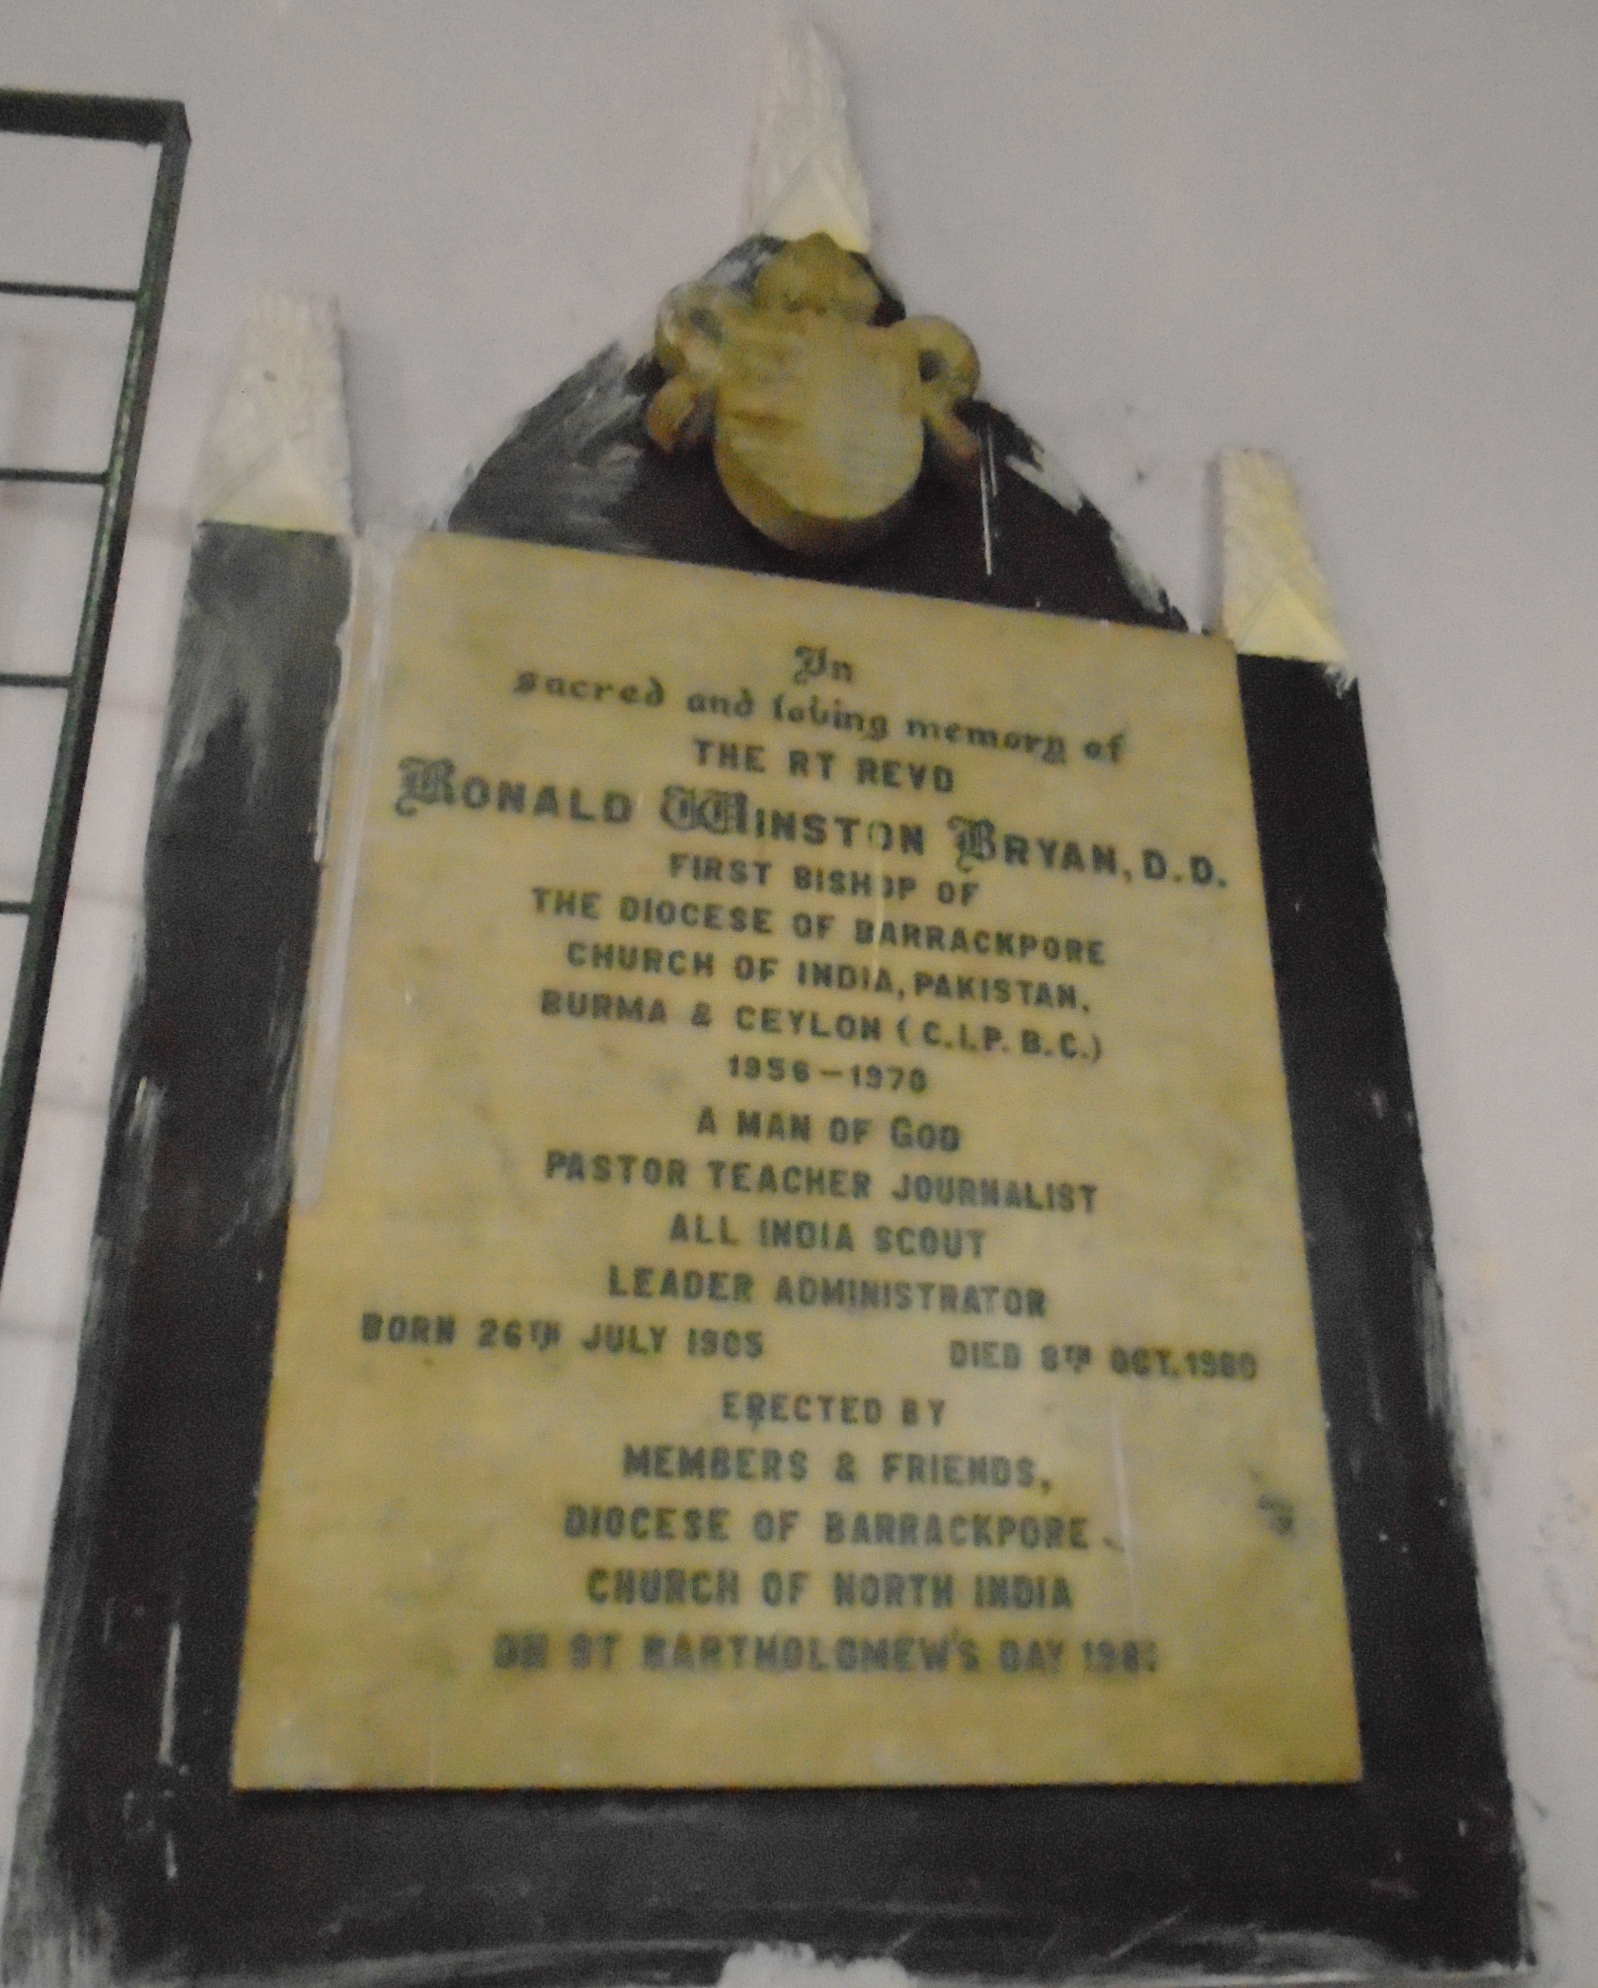 In
sacred and loving memory of
THE RT REVD
RONALD WINSTON BRYAN, D.D.
FIRST BISHOP OF
THE DIOCESE OF BARRACKPORE
CHURCH OF INDIA, PAKISTAN,
BURMA & CEYLON (C.I.P.B.C.)
1956–1970
A MAN OF GOD
PASTOR TEACHER JOURNALIST
ALL INDIA SCOUT
LEADER ADMINISTRATOR
BORN 26TH JULY 1905 DIED 8TH OCT.
ERECTED BY
MEMBERS & FRIENDS,
DIOCESE OF BARRACKPORE
CHURCH OF NORTH INDIA
ON ST BARTHOLOMEW'S DAY